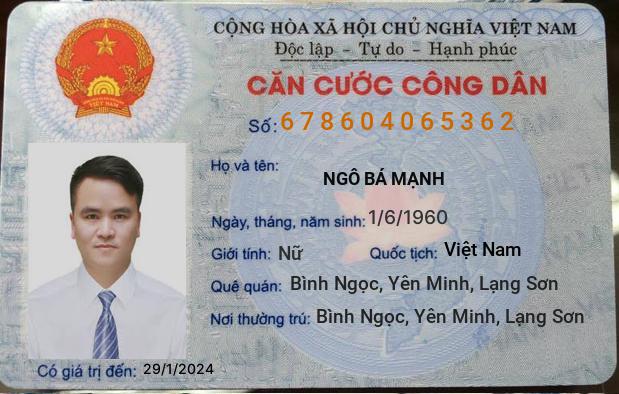 CỘNG HÒA XÃ HỘI CHỦ NGHĨA VIỆT NAM
Độc lập - Tự do - Hạnh phúc
CĂN CƯỚC CÔNG DÂN
Số: 678604065362
Họ và tên:
NGÔ BÁ MẠNH
Ngày, tháng, năm sinh: 1/6/1960
Giới tính: Nữ Quốc tịch: Việt Nam
Quê quán: Bình Ngọc, Yên Minh, Lạng Sơn
Nơi thường trú: Bình Ngọc, Yên Minh, Lạng Sơn
Có giá trị đến: 29/1/2024